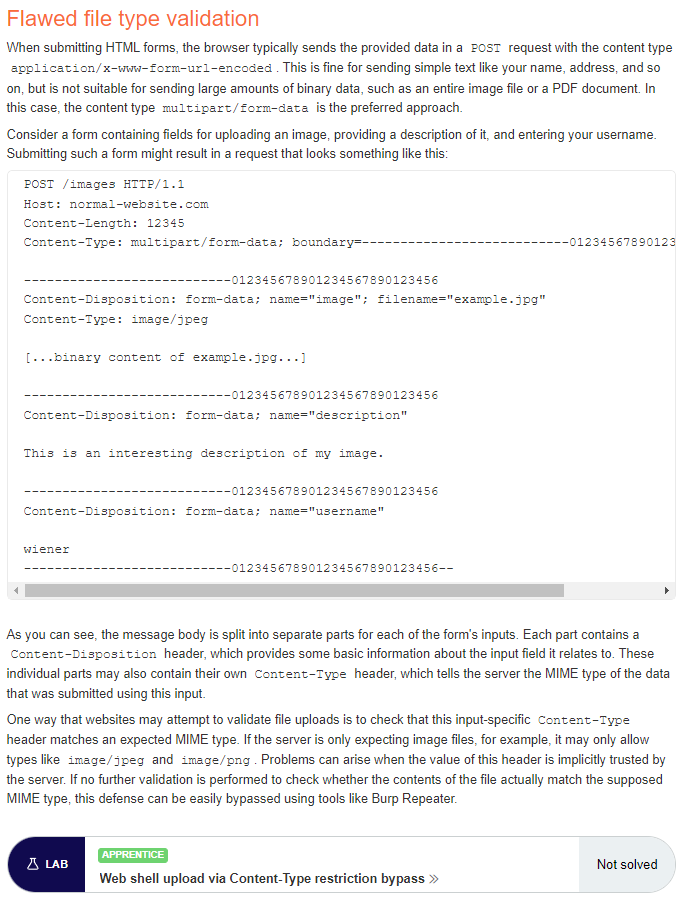 Flawed file type validation
When submitting HTML forms, the browser typically sends the provided data in a POST request with the content type
application/x-www-form-url-encoded . This is fine for sending simple text like your name, address, and so
on, but is not suitable for sending large amounts of binary data, such as an entire image file or a PDF document. In
this case, the content type multipart/form-data is the preferred approach.
Consider a form containing fields for uploading an image, providing a description of it, and entering your username.
Submitting such a form might result in a request that looks something like this:
POST /images HTTP/1.1
Host: normal-website.com
Content-Length: 12345
Content-Type: multipart/form-data; boundary=---------------------------01234567890123
---------------------------012345678901234567890123456
Content-Disposition: form-data; name="image"; filename="example.jpg"
Content-Type: image/jpeg
[...binary content of example.jpg...]
---------------------------012345678901234567890123456
Content-Disposition: form-data; name="description"
This is an interesting description of my image.
---------------------------012345678901234567890123456
Content-Disposition: form-data; name="username"
wiener
---------------------------012345678901234567890123456--
As you can see, the message body is split into separate parts for each of the form's inputs. Each part contains a
Content-Disposition header, which provides some basic information about the input field it relates to. These
individual parts may also contain their own Content-Type header, which tells the server the MIME type of the data
that was submitted using this input.
One way that websites may attempt to validate file uploads is to check that this input-specific Content-Type
header matches an expected MIME type. If the server is only expecting image files, for example, it may only allow
types like image/jpeg and image/png . Problems can arise when the value of this header is implicitly trusted by
the server. If no further validation is performed to check whether the contents of the file actually match the supposed
MIME type, this defense can be easily bypassed using tools like Burp Repeater.
LAB
APPRENTICE
Web shell upload via Content-Type restriction bypass »
Not solved